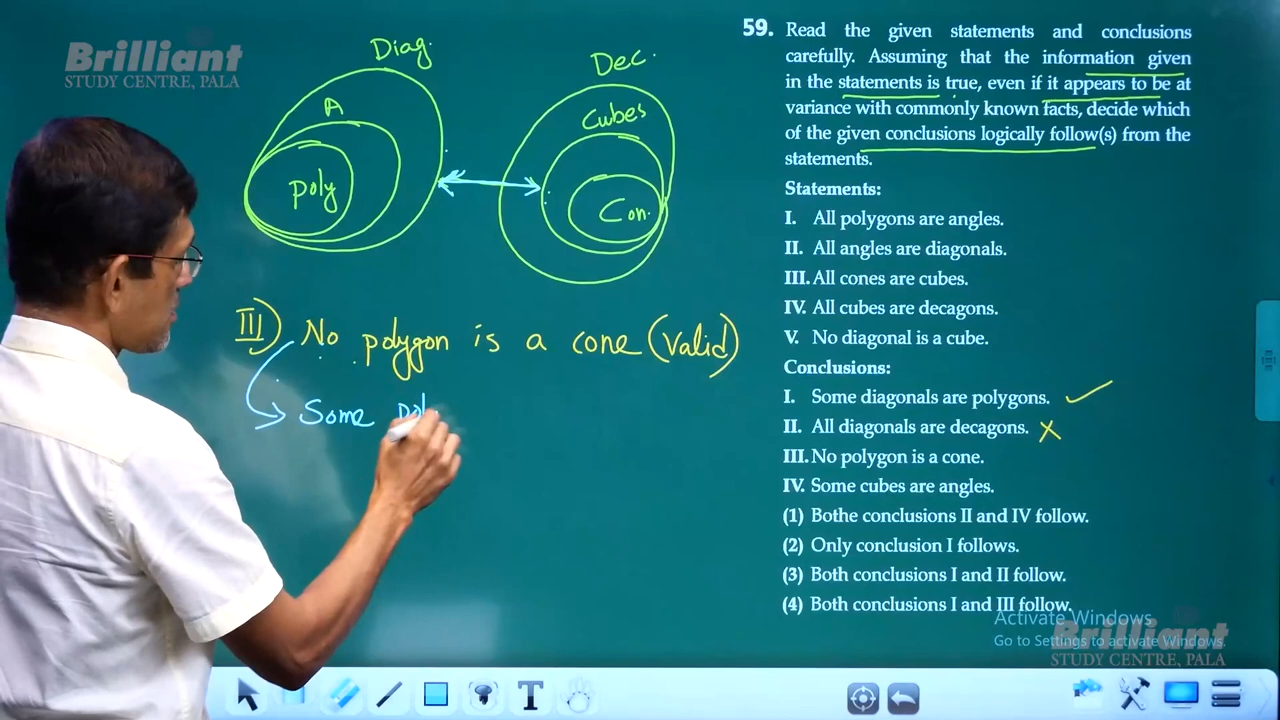 Brilliant
STUDY CENTRE, PALA
Diag.
A
poly
Dec.
Cubes
Con.
III) No polygon is a cone (Valid)
Some pol
59. Read the given statements and conclusions
carefully. Assuming that the information given
in the statements is true, even if it appears to be at
variance with commonly known facts, decide which
of the given conclusions logically follow(s) from the
statements.
Statements:
I. All polygons are angles.
II. All angles are diagonals.
III. All cones are cubes.
IV. All cubes are decagons.
V. No diagonal is a cube.
Conclusions:
I. Some diagonals are polygons.
II. All diagonals are decagons.
III. No polygon is a cone.
IV. Some cubes are angles.
(1) Bothe conclusions II and IV follow.
(2) Only conclusion I follows.
(3) Both conclusions I and II follow.
(4) Both conclusions I and III follow.
Activate Windows
Go to Settings to activate Windows.
Brilliant
STUDY CENTRE, PALA
T